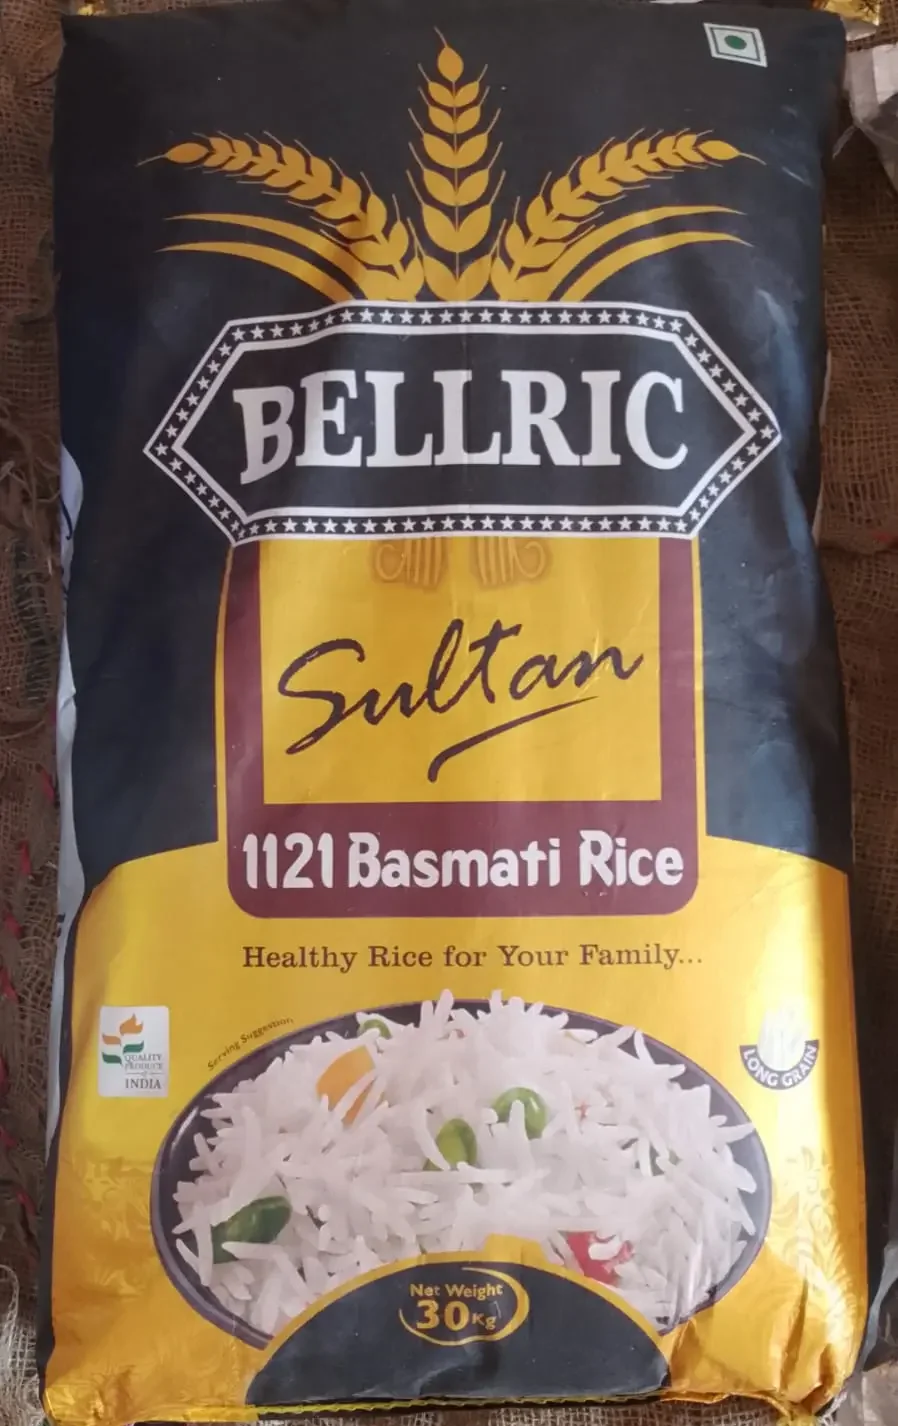 BELLRIC
Sultan
1121 Basmati Rice
Healthy Rice for Your Family...
Serving Suggestion
QUALITY
PRODUCE
of
INDIA
LONG GRAIN
Net Weight
30Kg